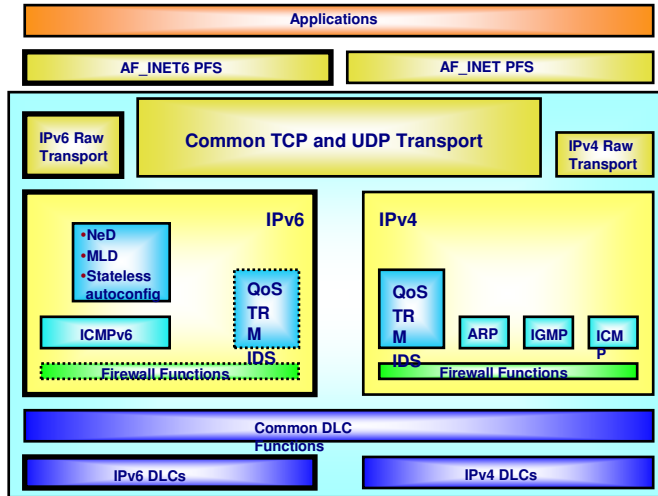 Applications
AF_INET6 PFS
AF_INET PFS
IPv6 Raw
Transport
Common TCP and UDP Transport
IPv4 Raw
Transport
IPv6
•NeD
•MLD
•Stateless
autoconfig
QoS
TR
M
IDS
ICMPv6
Firewall Functions
IPv4
QoS
TR
M
IDS
ARP
IGMP
ICM
P
Firewall Functions
Common DLC
Functions
IPv6 DLCs
IPv4 DLCs